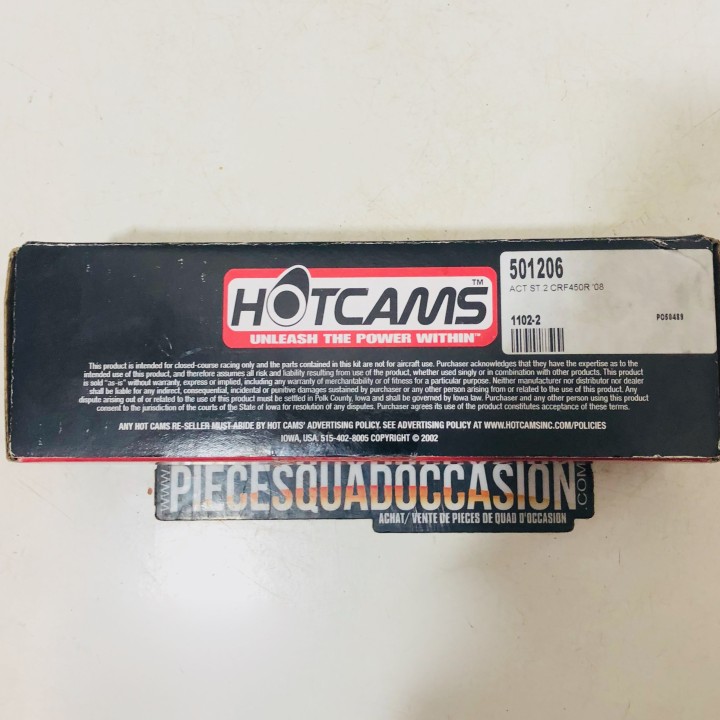 HOTCAMS™
UNLEASH THE POWER WITHIN™
501206
ACT ST.2 CRF450R '08
1102-2
PO58489
This product is intended for closed-course racing only and the parts contained in this kit are not for aircraft use. Purchaser acknowledges that they have the expertise as to the
intended use of this product, and therefore assumes all risk and liability resulting from use of the product, whether used singly or in combination with other products. This product
is sold "as-is" without warranty, express or implied, including any warranty of merchantability or of fitness for a particular purpose. Neither manufacturer nor distributor nor dealer
shall be liable for any indirect, consequential, incidental or punitive damages sustained by purchaser or any other person arising from or related to this product. Any
dispute arising out of or related to this product must be settled in Polk County, Iowa and shall be governed by Iowa law. Purchaser and any other person using this product
consent to the jurisdiction of the courts of the State of Iowa for resolution of any disputes. Purchaser agrees its use of the product constitutes acceptance of these terms.
ANY HOT CAMS RE-SELLER MUST ABIDE BY HOT CAMS' ADVERTISING POLICY. SEE ADVERTISING POLICY AT WWW.HOTCAMSINC.COM/POLICIES
IOWA, USA. 515-402-8005 COPYRIGHT © 2002
WWW.
PIECESQUADOCCASION
.COM
ACHAT/ VENTE DE PIECES DE QUAD D'OCCASION